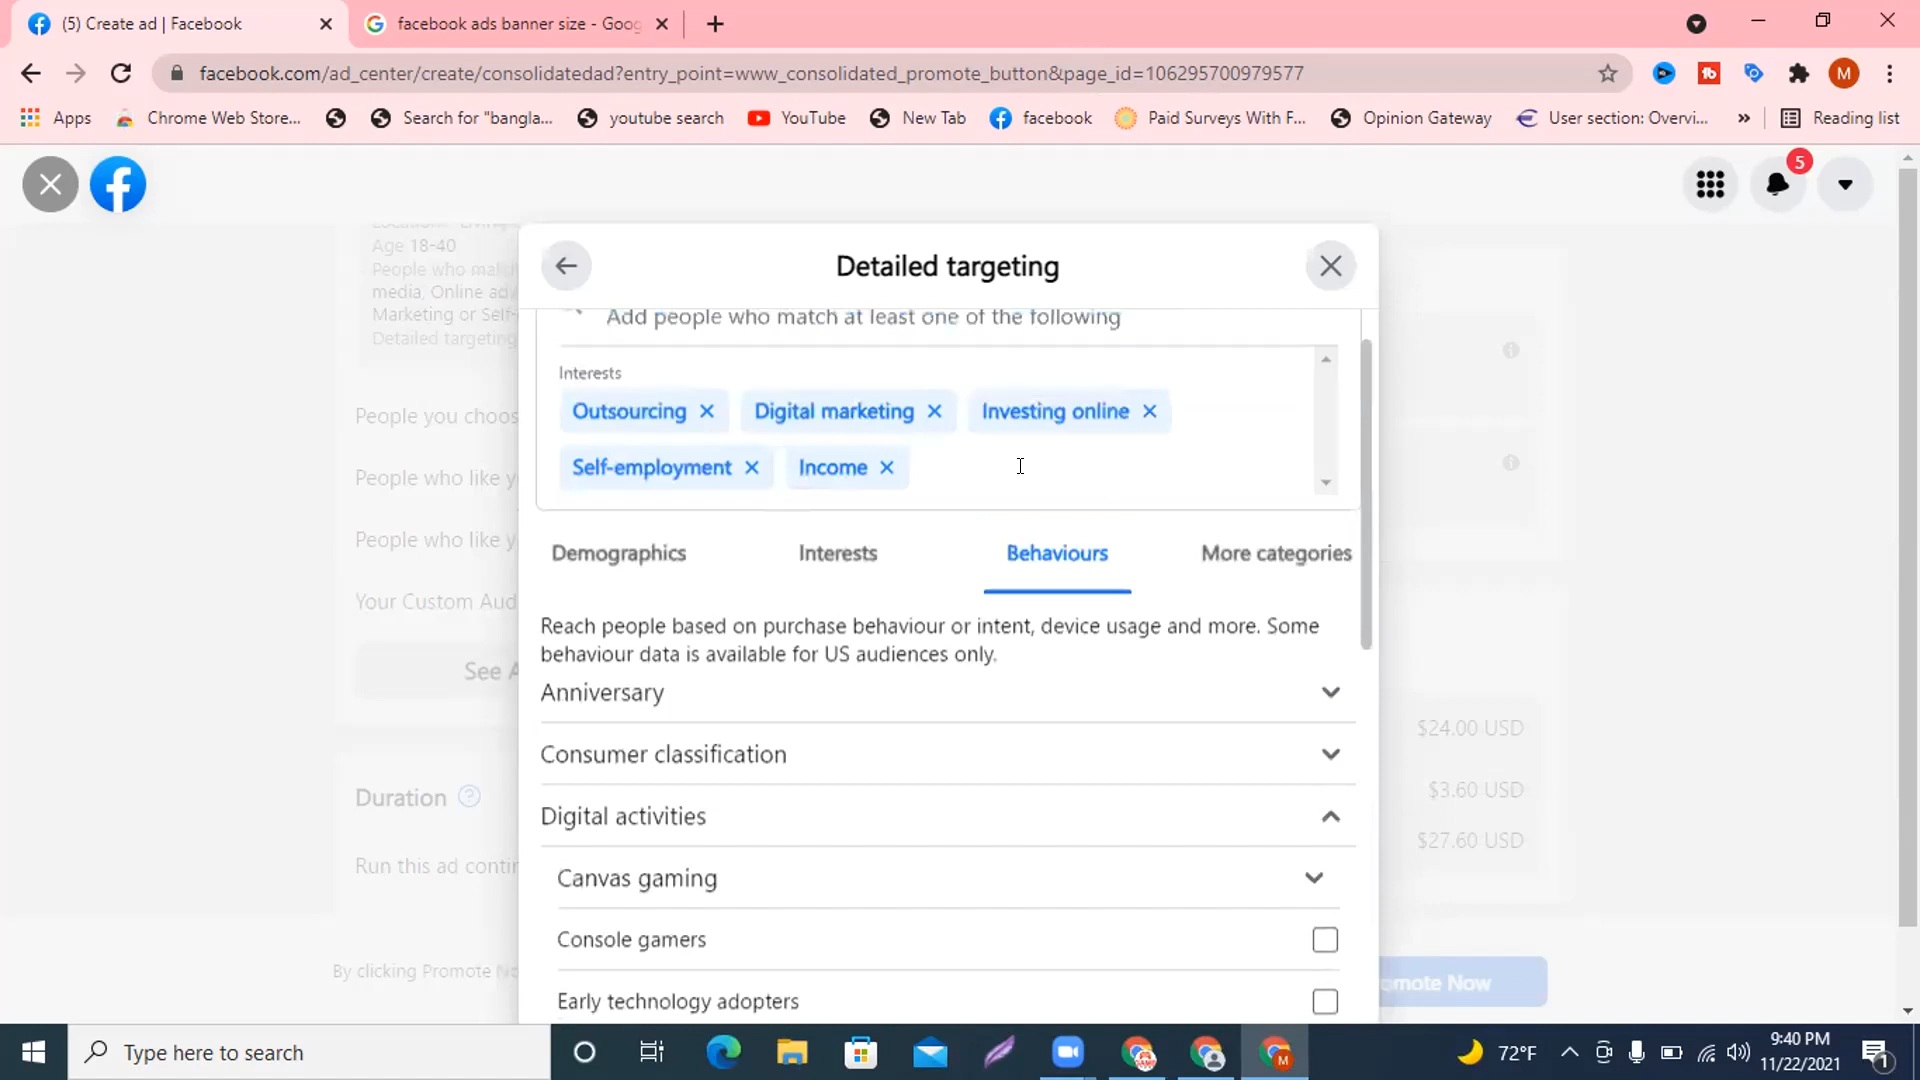 (5) Create ad | Facebook
facebook ads banner size - Goog
facebook.com/ad_center/create/consolidatedad?entry_point=www_consolidated_promote_button&page_id=106295700979577
M
Apps
Chrome Web Store...
Search for "bangla...
youtube search
YouTube
New Tab
facebook
Paid Surveys With F...
Opinion Gateway
User section: Overvi...
Reading list
5
Age 18-40
People who mat
media, Online ad
Marketing or Self-
Detailed targeting
People you choos
People who like y
People who like y
Your Custom Aud
See A
Duration
Run this ad contin
By clicking Promote N
Detailed targeting
Add people who match at least one of the following
Interests
Outsourcing
Digital marketing
Investing online
Self-employment
Income
Demographics
Interests
Behaviours
More categories
Reach people based on purchase behaviour or intent, device usage and more. Some
behaviour data is available for US audiences only.
Anniversary
Consumer classification
Digital activities
Canvas gaming
Console gamers
Early technology adopters
$24.00 USD
$3.60 USD
$27.60 USD
omote Now
Type here to search
72°F
9:40 PM
11/22/2021
1